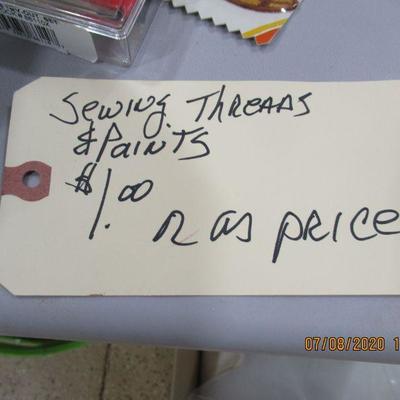 Sewing Threads
& Paints
$1.00
R as price
07/08/2020